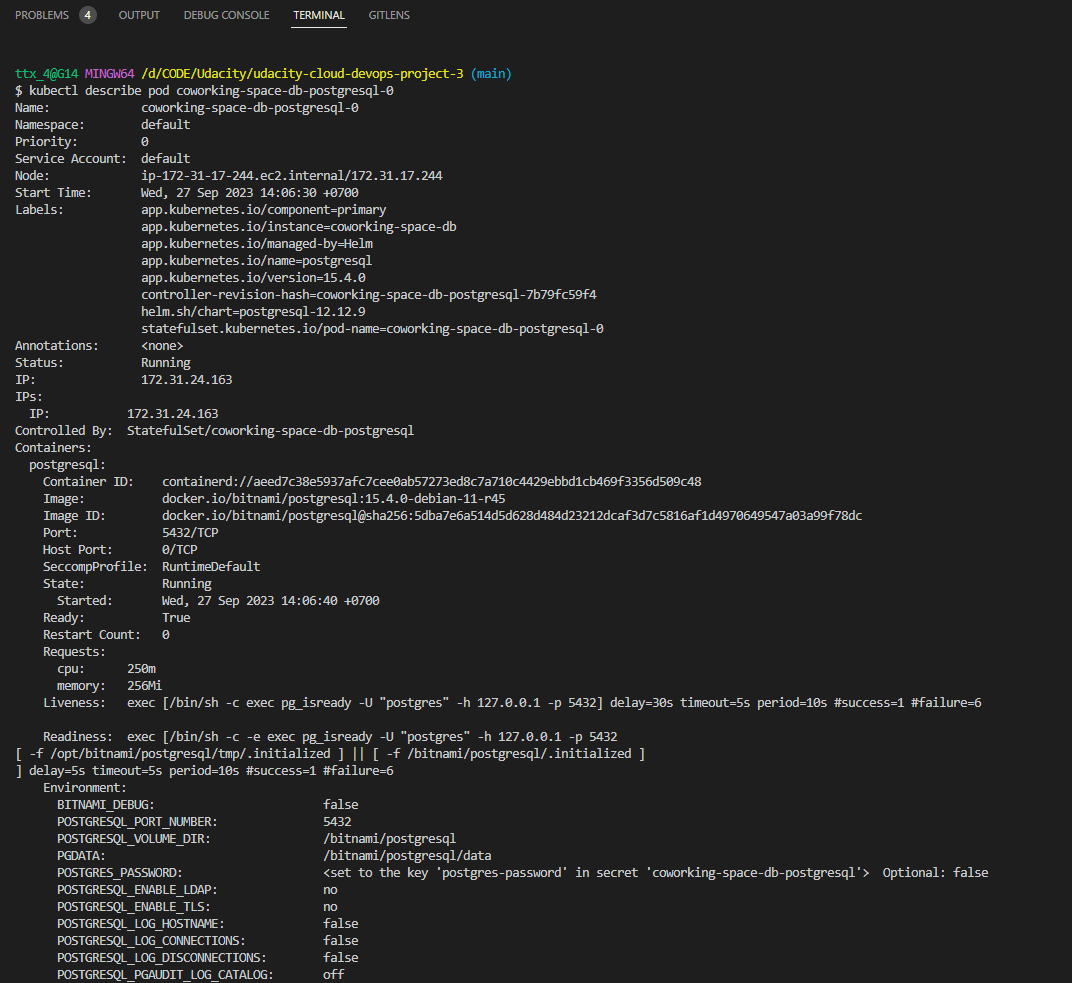 PROBLEMS 4 OUTPUT DEBUG CONSOLE TERMINAL GITLENS
ttx_4@G14 MINGW64 /d/CODE/Udacity/udacity-cloud-devops-project-3 (main)
$ kubectl describe pod coworking-space-db-postgresql-0
Name: coworking-space-db-postgresql-0
Namespace: default
Priority: 0
Service Account: default
Node: ip-172-31-17-244.ec2.internal/172.31.17.244
Start Time: Wed, 27 Sep 2023 14:06:30 +0700
Labels: app.kubernetes.io/component=primary
app.kubernetes.io/instance=coworking-space-db
app.kubernetes.io/managed-by=Helm
app.kubernetes.io/name=postgresql
app.kubernetes.io/version=15.4.0
controller-revision-hash=coworking-space-db-postgresql-7b79fc59f4
helm.sh/chart=postgresql-12.12.9
statefulset.kubernetes.io/pod-name=coworking-space-db-postgresql-0
Annotations: <none>
Status: Running
IP: 172.31.24.163
IPs:
IP: 172.31.24.163
Controlled By: StatefulSet/coworking-space-db-postgresql
Containers:
postgresql:
Container ID: containerd://aeed7c38e5937afc7cee0ab57273ed8c7a710c4429ebbd1cb469f3356d509c48
Image: docker.io/bitnami/postgresql:15.4.0-debian-11-r45
Image ID: docker.io/bitnami/postgresql@sha256:5dba7e6a514d5d628d484d23212dcaf3d7c5816af1d4970649547a03a99f78dc
Port: 5432/TCP
Host Port: 0/TCP
SeccompProfile: RuntimeDefault
State: Running
Started: Wed, 27 Sep 2023 14:06:40 +0700
Ready: True
Restart Count: 0
Requests:
cpu: 250m
memory: 256Mi
Liveness: exec [/bin/sh -c exec pg_isready -U "postgres" -h 127.0.0.1 -p 5432] delay=30s timeout=5s period=10s #success=1 #failure=6
Readiness: exec [/bin/sh -c -e exec pg_isready -U "postgres" -h 127.0.0.1 -p 5432
[ -f /opt/bitnami/postgresql/tmp/.initialized ] || [ -f /bitnami/postgresql/.initialized ]
] delay=5s timeout=5s period=10s #success=1 #failure=6
Environment:
BITNAMI_DEBUG: false
POSTGRESQL_PORT_NUMBER: 5432
POSTGRESQL_VOLUME_DIR: /bitnami/postgresql
PGDATA: /bitnami/postgresql/data
POSTGRES_PASSWORD: <set to the key 'postgres-password' in secret 'coworking-space-db-postgresql'> Optional: false
POSTGRESQL_ENABLE_LDAP: no
POSTGRESQL_ENABLE_TLS: no
POSTGRESQL_LOG_HOSTNAME: false
POSTGRESQL_LOG_CONNECTIONS: false
POSTGRESQL_LOG_DISCONNECTIONS: false
POSTGRESQL_PGAUDIT_LOG_CATALOG: off